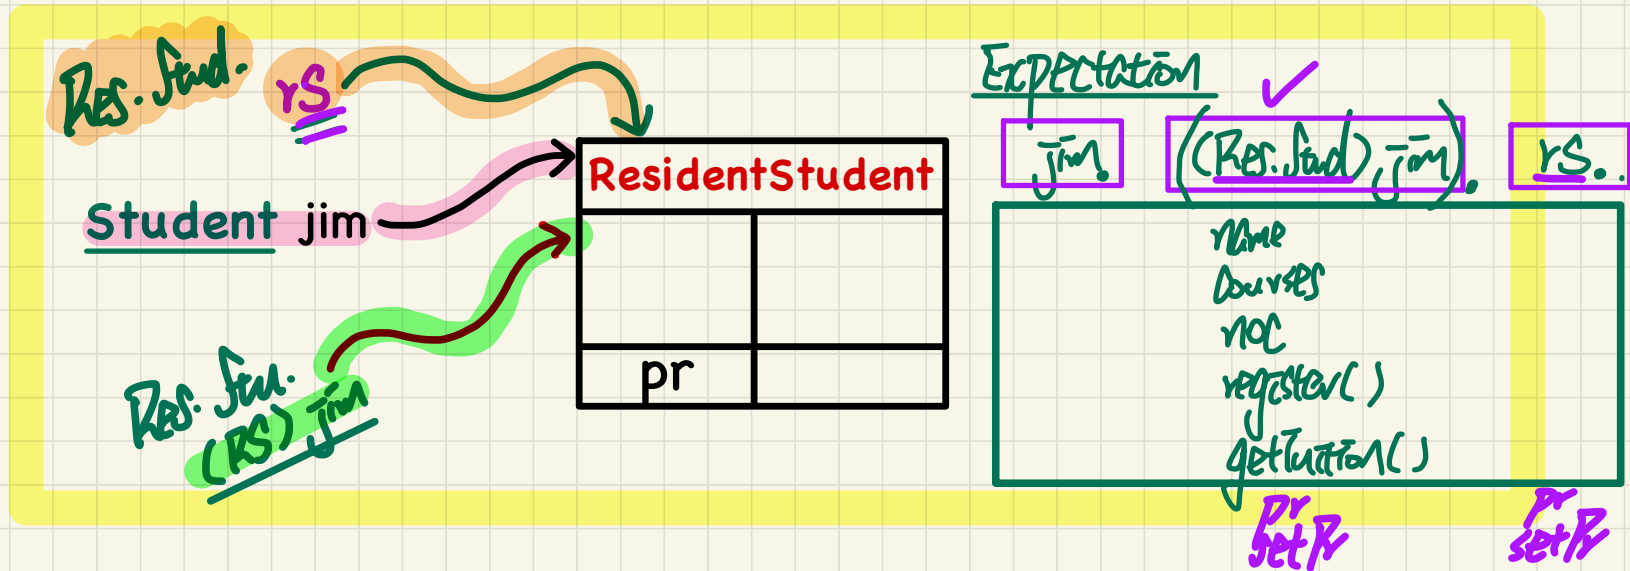 Res. Stud. rs
Student jim
Res. Stu.
(RS) jim
ResidentStudent
pr
Expectation
jim. ((Res. Stud) jim). rs.
name
courses
noc
register()
getTuition()
pr pr
setPr setPr